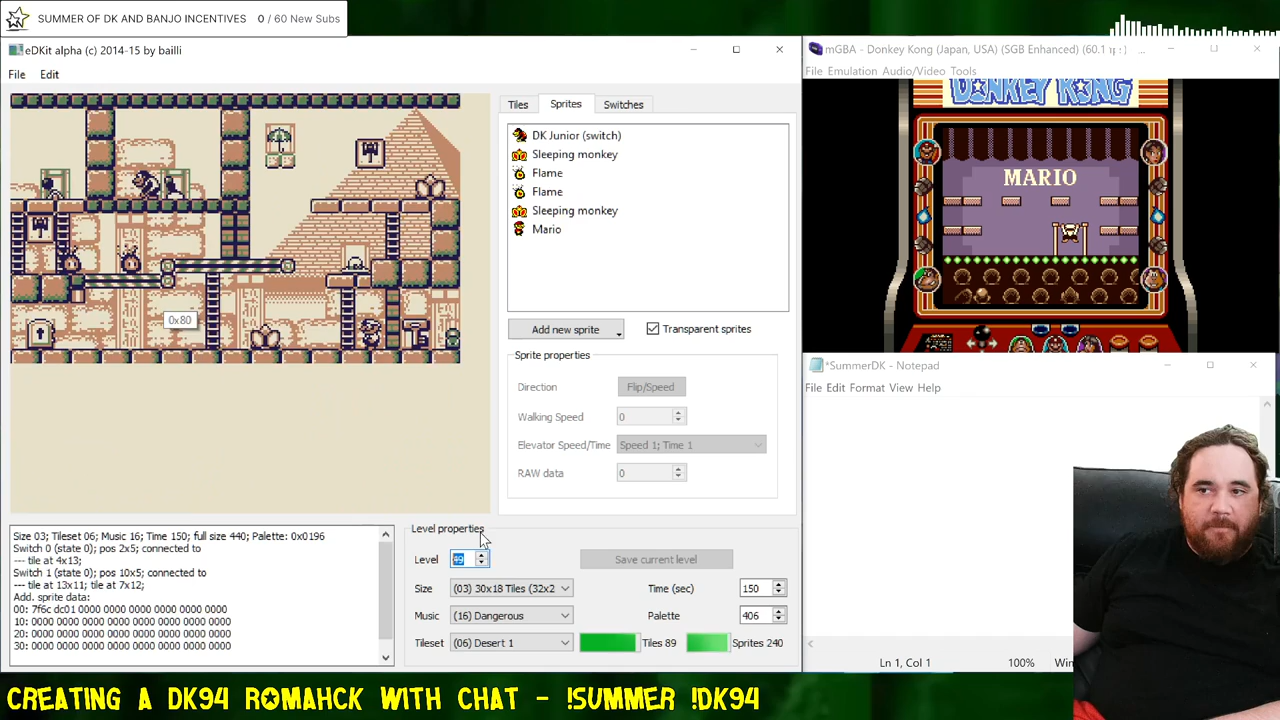 SUMMER OF DK AND BANJO INCENTIVES 0 / 60 New Subs
eDKit alpha (c) 2014-15 by bailli
File Edit
0x80
Tiles Sprites Switches
DK Junior (switch)
Sleeping monkey
Flame
Flame
Sleeping monkey
Mario
Add new sprite Transparent sprites
Sprite properties
Direction Flip/Speed
Walking Speed 0
Elevator Speed/Time Speed 1; Time 1
RAW data 0
Size 03; Tileset 06; Music 16; Time 150; full size 440; Palette: 0x0196
Switch 0 (state 0); pos 2x5; connected to
--- tile at 4x13;
Switch 1 (state 0); pos 10x5; connected to
--- tile at 13x11; tile at 7x12;
Add. sprite data:
00: 7f6c dc01 0000 0000 0000 0000 0000
10: 0000 0000 0000 0000 0000 0000 0000
20: 0000 0000 0000 0000 0000 0000 0000
30: 0000 0000 0000 0000 0000 0000 0000
Level properties
Level Save current level
Size (03) 30x18 Tiles (32x2 Time (sec) 150
Music (16) Dangerous Palette 406
Tileset (06) Desert 1 Tiles 89 Sprites 240
mGBA - Donkey Kong (Japan, USA) (SGB Enhanced) (60.1
File Emulation Audio/Video Tools
DONKEY KONG
MARIO
*SummerDK - Notepad
File Edit Format View Help
Ln 1, Col 1 100% Win
CREATING A DK94 ROMAHCK WITH CHAT - !SUMMER !DK94